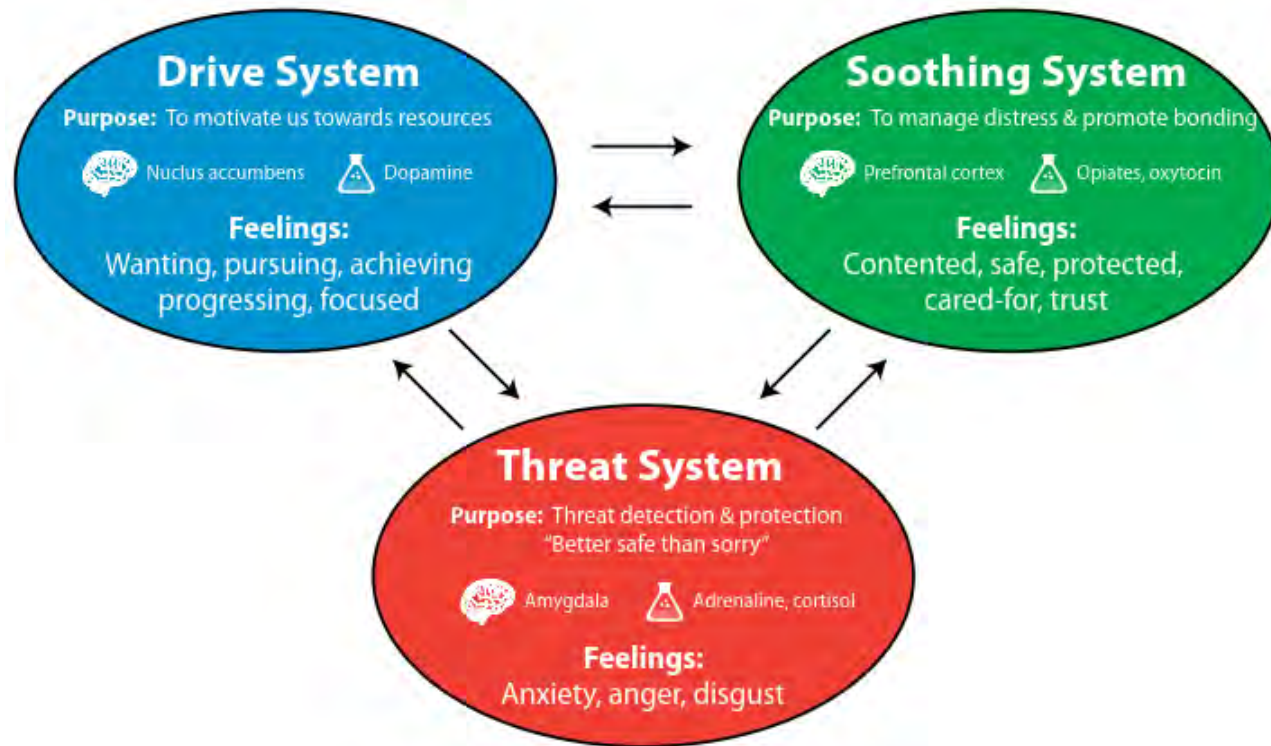 Drive System
Purpose: To motivate us towards resources
Nuclus accumbens
Dopamine
Feelings:
Wanting, pursuing, achieving
progressing, focused
Soothing System
Purpose: To manage distress & promote bonding
Prefrontal cortex
Opiates, oxytocin
Feelings:
Contented, safe, protected,
cared-for, trust
Threat System
Purpose: Threat detection & protection
“Better safe than sorry”
Amygdala
Adrenaline, cortisol
Feelings:
Anxiety, anger, disgust